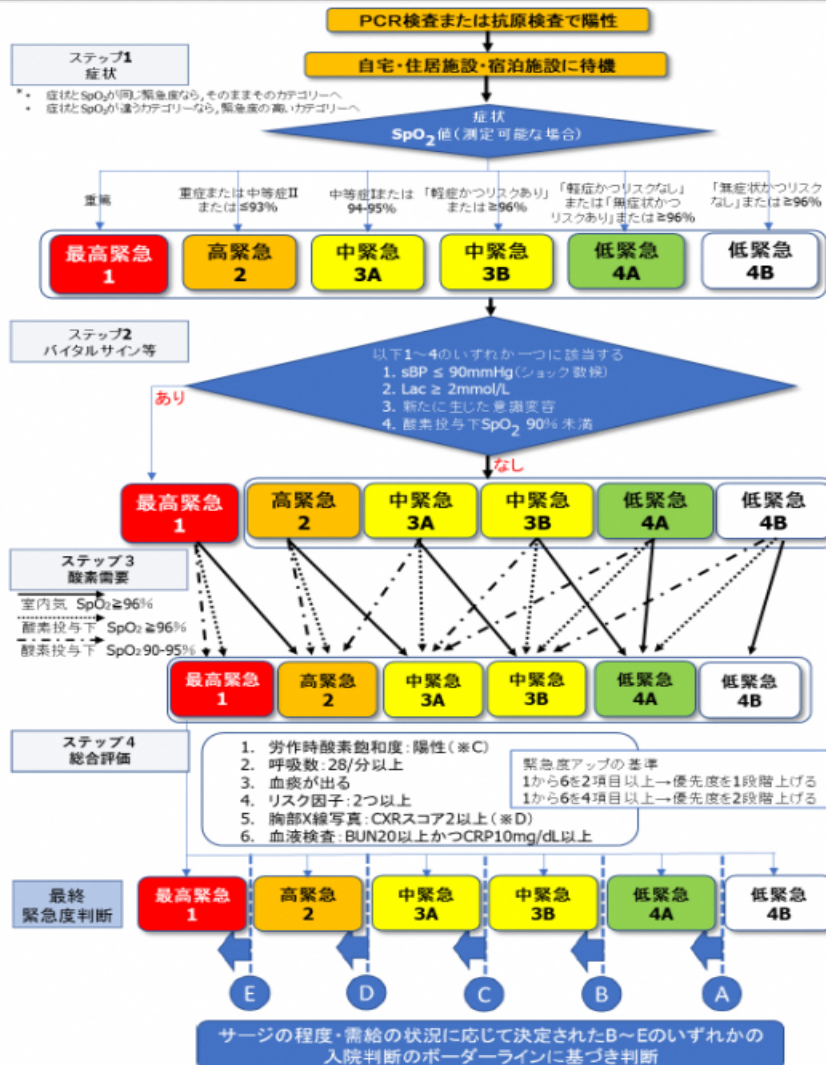 PCR検査または抗原検査で陽性
自宅・住居施設・宿泊施設に待機
ステップ1
症状
*• 症状とSpO2が同じ緊急度なら,そのままそのカテゴリーへ
• 症状とSpO2が違うカテゴリーなら,緊急度の高いカテゴリーへ
症状
SpO2値(測定可能な場合)
重篤
重症または中等症II
または≦93%
中等症Iまたは
94-95%
「軽症かつリスクあり」
または≧96%
「軽症かつリスクなし」
または「無症状かつ
リスクあり」または≧96%
「無症状かつリスク
なし」または≧96%
最高緊急
1
高緊急
2
中緊急
3A
中緊急
3B
低緊急
4A
低緊急
4B
ステップ2
バイタルサイン等
以下1～4のいずれか一つに該当する
1. sBP ≤ 90mmHg(ショック徴候)
2. Lac ≥ 2mmol/L
3. 新たに生じた意識変容
4. 酸素投与下SpO2 90%未満
あり
なし
最高緊急
1
高緊急
2
中緊急
3A
中緊急
3B
低緊急
4A
低緊急
4B
ステップ3
酸素需要
室内気 SpO2≧96%
酸素投与下 SpO2≧96%
酸素投与下 SpO2 90-95%
最高緊急
1
高緊急
2
中緊急
3A
中緊急
3B
低緊急
4A
低緊急
4B
ステップ4
総合評価
1. 労作時酸素飽和度:陽性(※C)
2. 呼吸数:28/分以上
3. 血痰が出る
4. リスク因子:2つ以上
5. 胸部X線写真:CXRスコア2以上(※D)
6. 血液検査:BUN20以上かつCRP10mg/dL以上
緊急度アップの基準
1から6を2項目以上→優先度を1段階上げる
1から6を4項目以上→優先度を2段階上げる
最終
緊急度判断
最高緊急
1
高緊急
2
中緊急
3A
中緊急
3B
低緊急
4A
低緊急
4B
E
D
C
B
A
サージの程度・需給の状況に応じて決定されたB～Eのいずれかの
入院判断のボーダーラインに基づき判断